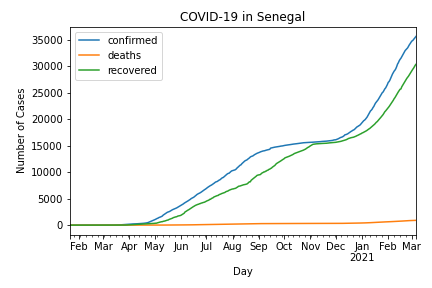 COVID-19 in Senegal
confirmed
deaths
recovered
Number of Cases
35000
30000
25000
20000
15000
10000
5000
0
Feb Mar Apr May Jun Jul Aug Sep Oct Nov Dec Jan Feb Mar
2021
Day